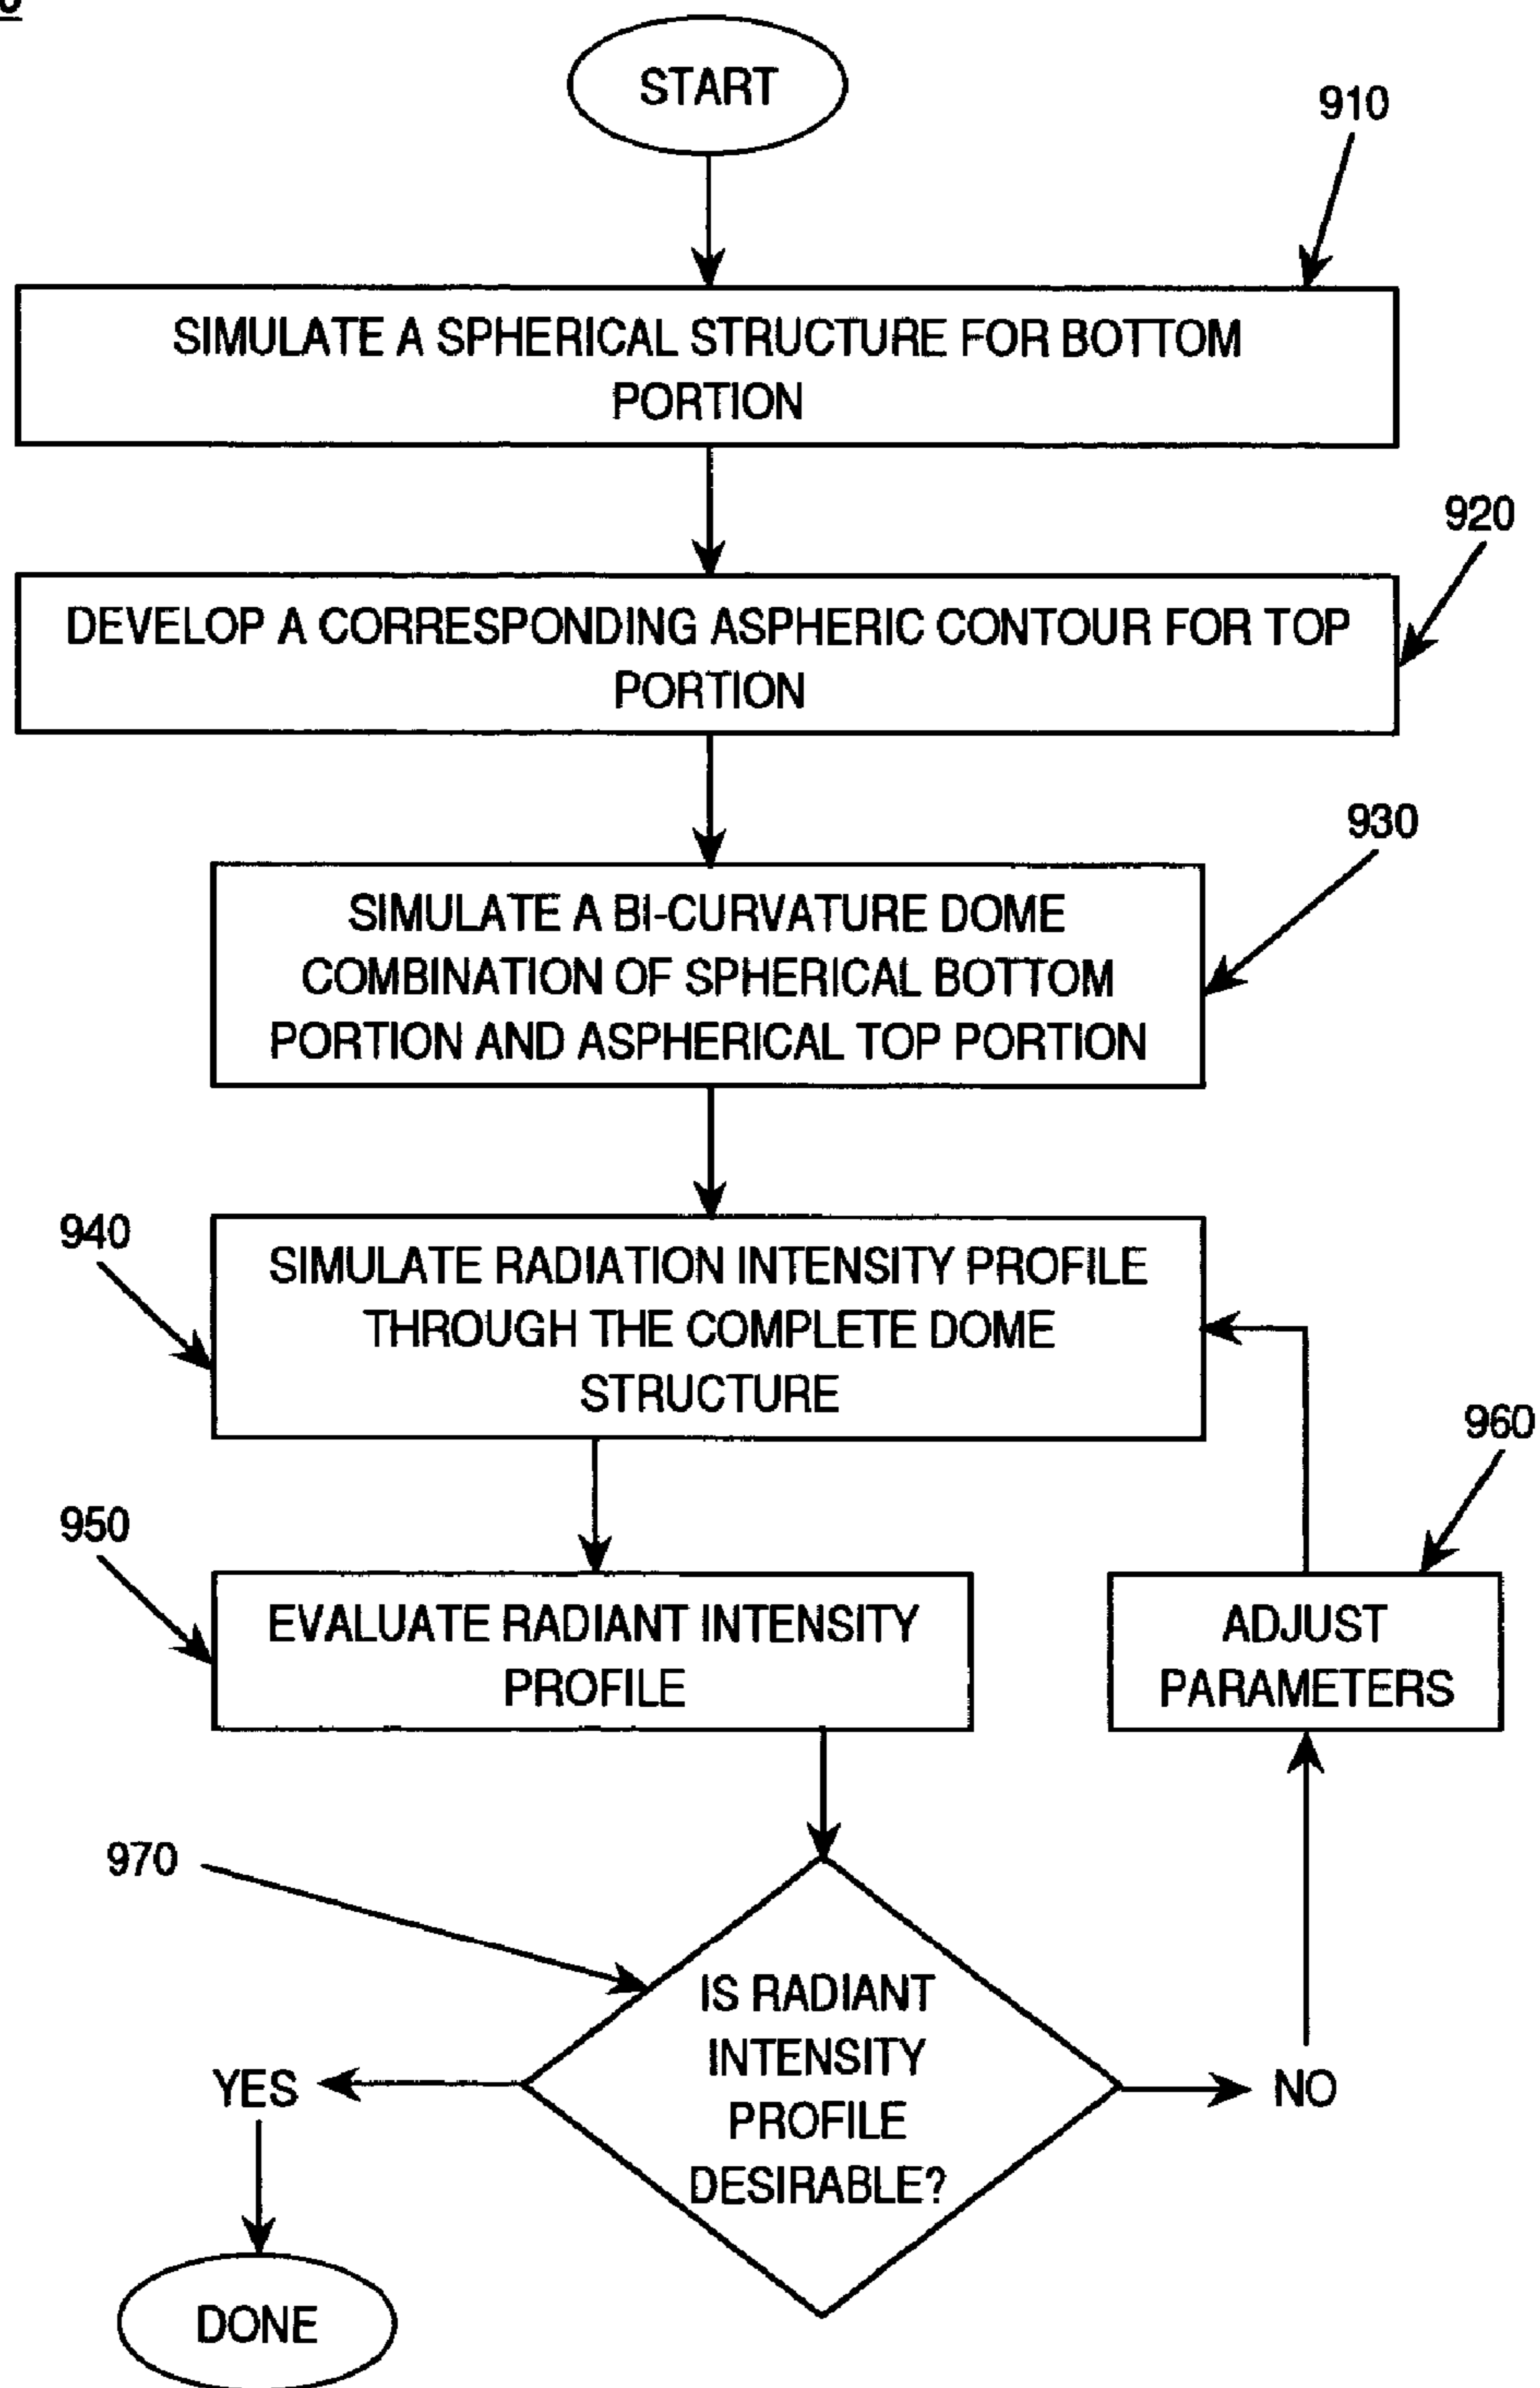 START
910
SIMULATE A SPHERICAL STRUCTURE FOR BOTTOM
PORTION
920
DEVELOP A CORRESPONDING ASPHERIC CONTOUR FOR TOP
PORTION
930
SIMULATE A BI-CURVATURE DOME
COMBINATION OF SPHERICAL BOTTOM
PORTION AND ASPHERICAL TOP PORTION
940
SIMULATE RADIATION INTENSITY PROFILE
THROUGH THE COMPLETE DOME
STRUCTURE
960
950
EVALUATE RADIANT INTENSITY
PROFILE
ADJUST
PARAMETERS
970
IS RADIANT
INTENSITY
PROFILE
DESIRABLE?
YES
NO
DONE